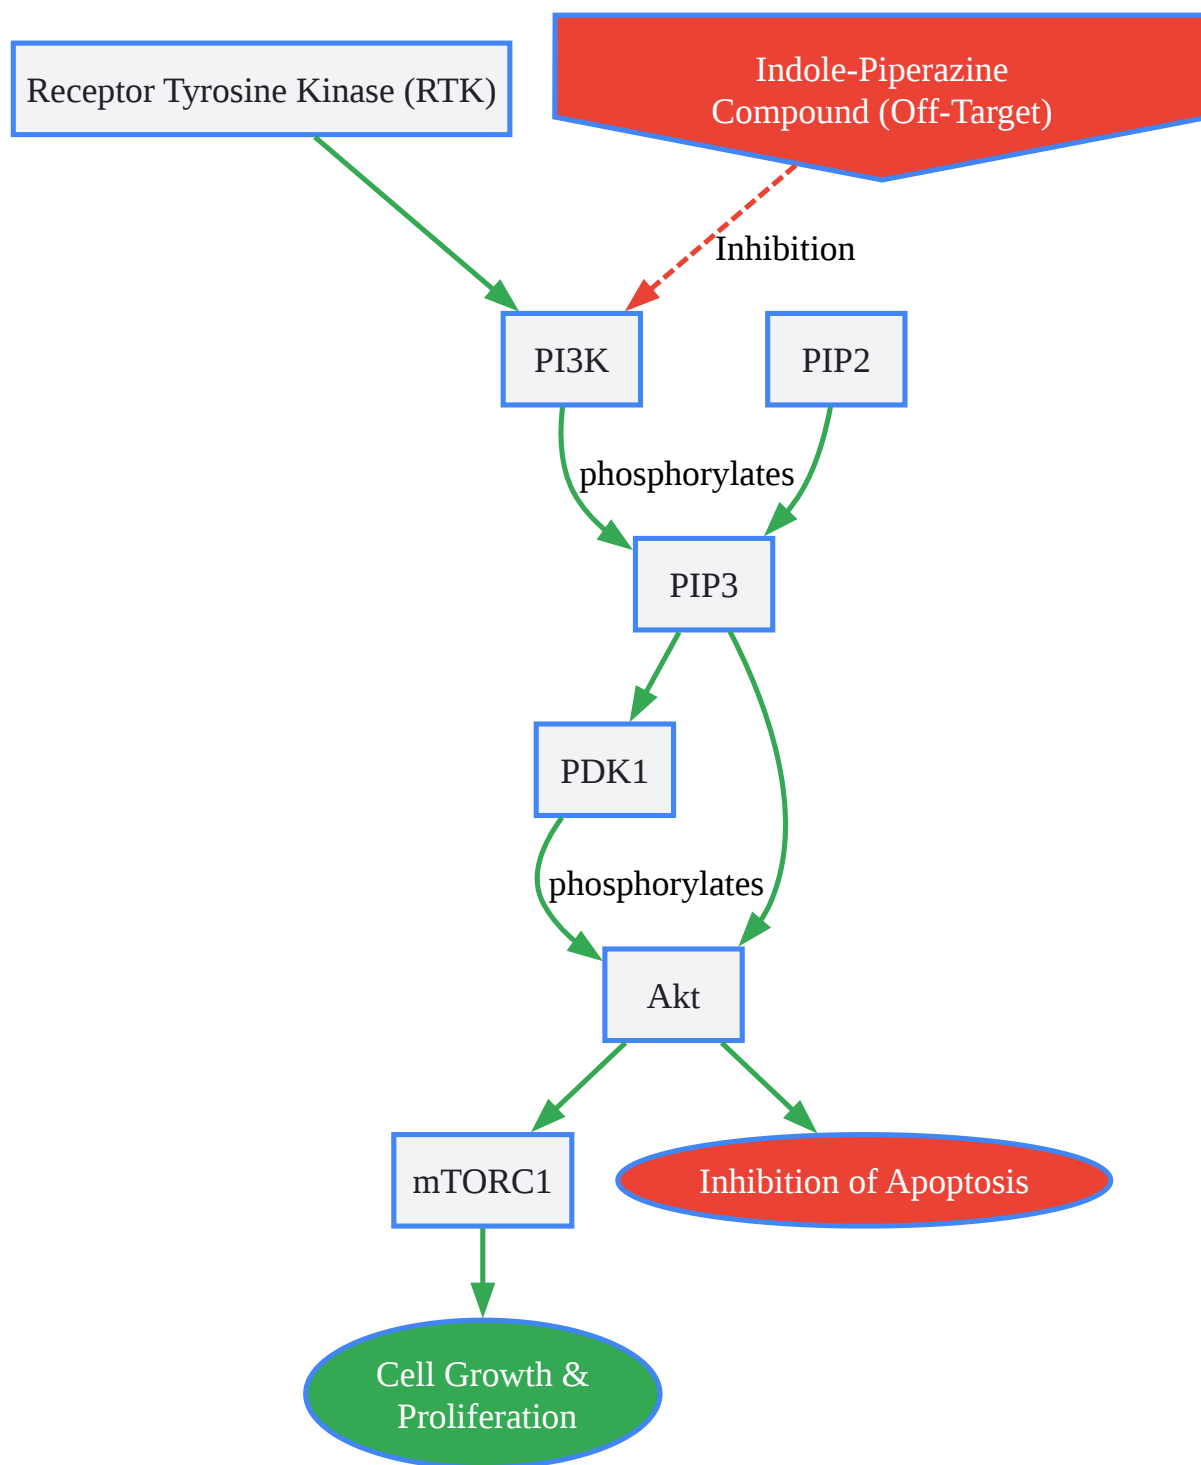 Receptor Tyrosine Kinase (RTK)
Indole-Piperazine
Compound (Off-Target)
Inhibition
PI3K
PIP2
phosphorylates
PIP3
PDK1
phosphorylates
Akt
mTORC1
Inhibition of Apoptosis
Cell Growth &
Proliferation